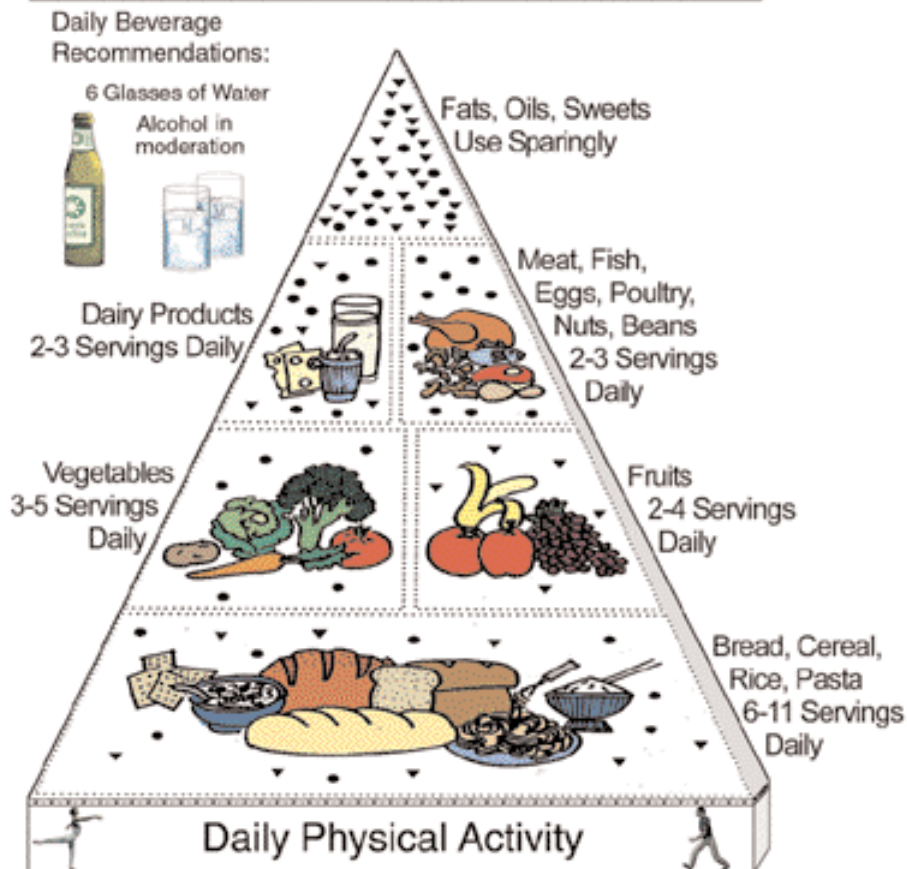 Daily Beverage
Recommendations:
6 Glasses of Water
Alcohol in
moderation
Fats, Oils, Sweets
Use Sparingly
Dairy Products
2-3 Servings Daily
Meat, Fish,
Eggs, Poultry,
Nuts, Beans
2-3 Servings
Daily
Vegetables
3-5 Servings
Daily
Fruits
2-4 Servings
Daily
Bread, Cereal,
Rice, Pasta
6-11 Servings
Daily
Daily Physical Activity